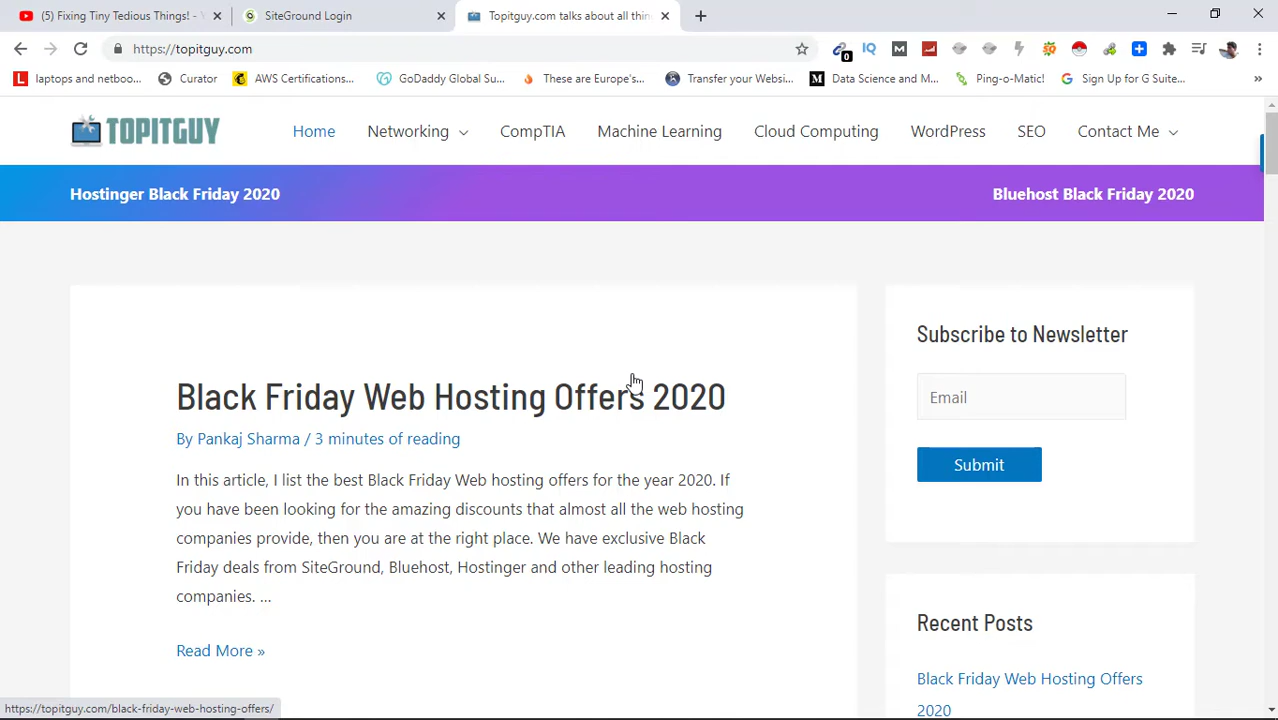 (5) Fixing Tiny Tedious Things! - Y
SiteGround Login
Topitguy.com talks about all thin
https://topitguy.com
0
IQ
M
laptops and netboo...
Curator
AWS Certifications...
GoDaddy Global Su...
These are Europe's...
Transfer your Websi...
Data Science and M...
Ping-o-Matic!
Sign Up for G Suite...
»
TOPITGUY
Home
Networking
CompTIA
Machine Learning
Cloud Computing
WordPress
SEO
Contact Me
Hostinger Black Friday 2020
Bluehost Black Friday 2020
Black Friday Web Hosting Offers 2020
By Pankaj Sharma / 3 minutes of reading
In this article, I list the best Black Friday Web hosting offers for the year 2020. If
you have been looking for the amazing discounts that almost all the web hosting
companies provide, then you are at the right place. We have exclusive Black
Friday deals from SiteGround, Bluehost, Hostinger and other leading hosting
companies. ...
Read More »
Subscribe to Newsletter
Email
Submit
Recent Posts
Black Friday Web Hosting Offers
2020
https://topitguy.com/black-friday-web-hosting-offers/